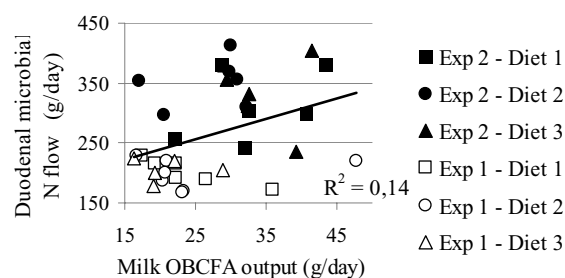 Duodenal microbial
N flow (g/day)
450
350
250
150
15 25 35 45
Milk OBCFA output (g/day)
R² = 0,14
Exp 2 - Diet 1
Exp 2 - Diet 2
Exp 2 - Diet 3
Exp 1 - Diet 1
Exp 1 - Diet 2
Exp 1 - Diet 3